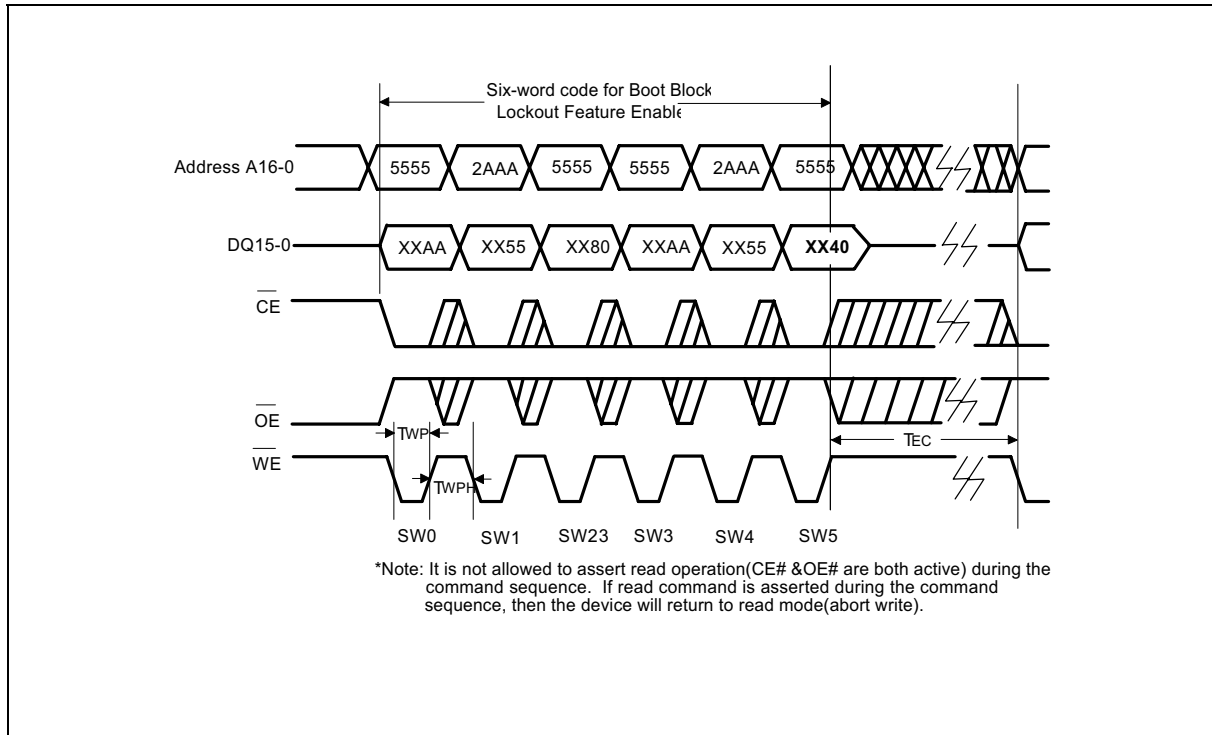 Six-word code for Boot Block
Lockout Feature Enable
Address A16-0
5555 2AAA 5555 5555 2AAA 5555
DQ15-0
XXAA XX55 XX80 XXAA XX55 XX40
CE
OE
TWP
TEC
WE
TWPH
SW0 SW1 SW23 SW3 SW4 SW5
*Note: It is not allowed to assert read operation(CE# &OE# are both active) during the
command sequence. If read command is asserted during the command
sequence, then the device will return to read mode(abort write).